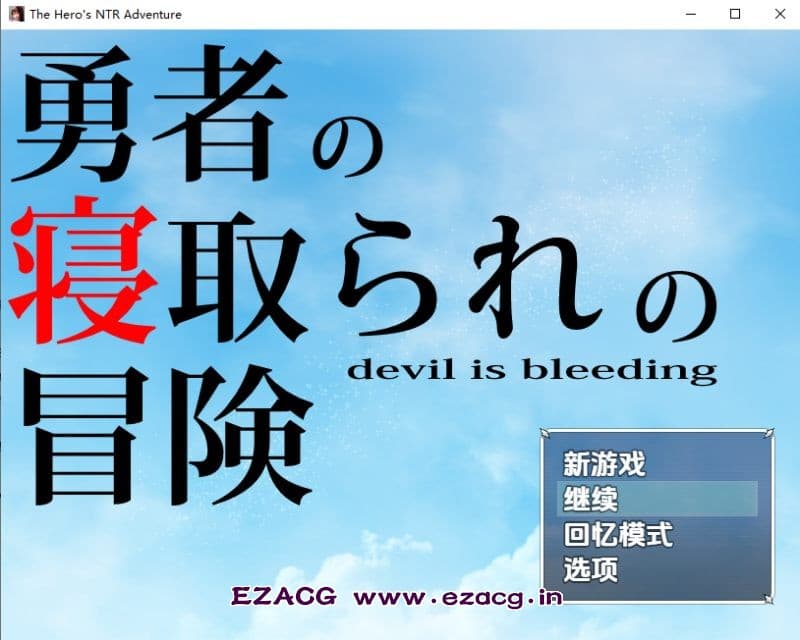 The Hero's NTR Adventure
勇者の
寝取られの
devil is bleeding
冒険
新游戏
继续
回忆模式
选项
EZACG www.ezacg.in